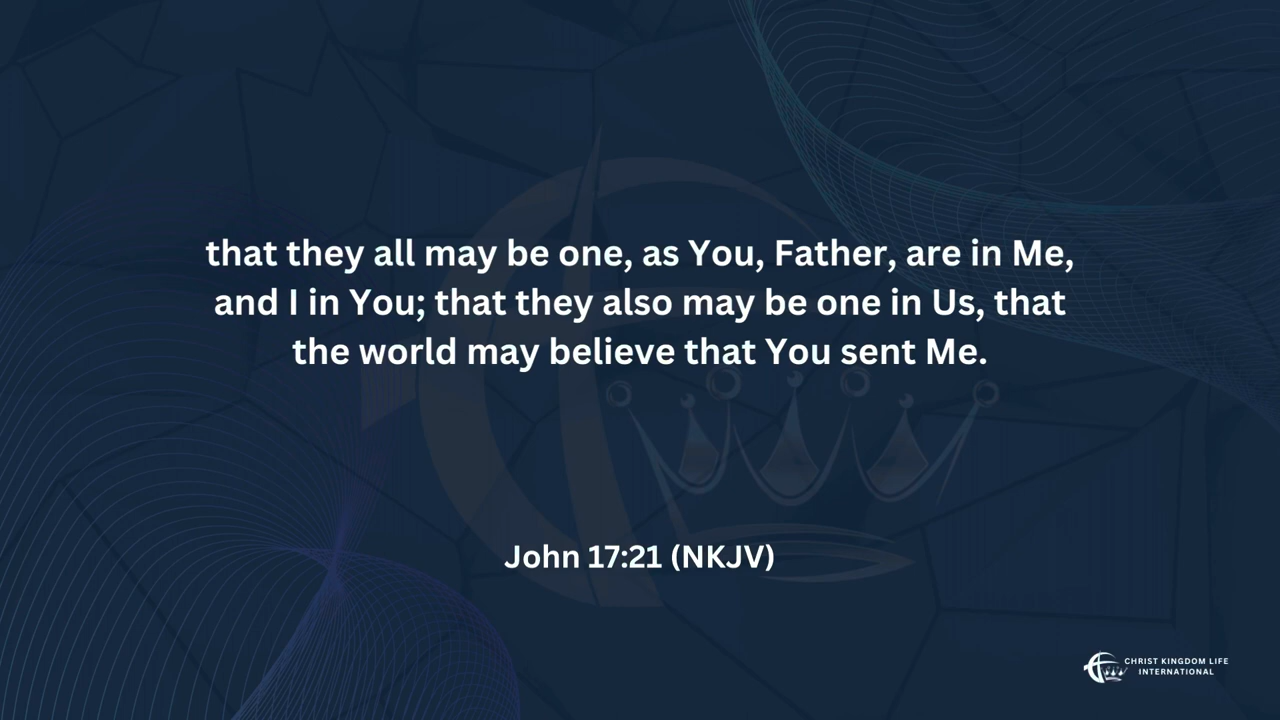 that they all may be one, as You, Father, are in Me,
and I in You; that they also may be one in Us, that
the world may believe that You sent Me.
John 17:21 (NKJV)
CHRIST KINGDOM LIFE
INTERNATIONAL